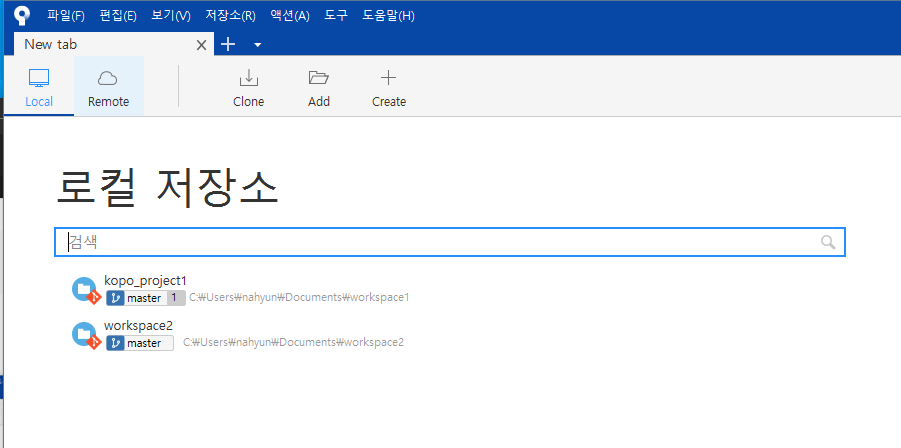 파일(F) 편집(E) 보기(V) 저장소(R) 액션(A) 도구 도움말(H)
New tab
Local Remote Clone Add Create
로컬 저장소
검색
kopo_project1
master 1 C:₩Users₩nahyun₩Documents₩workspace1
workspace2
master C:₩Users₩nahyun₩Documents₩workspace2